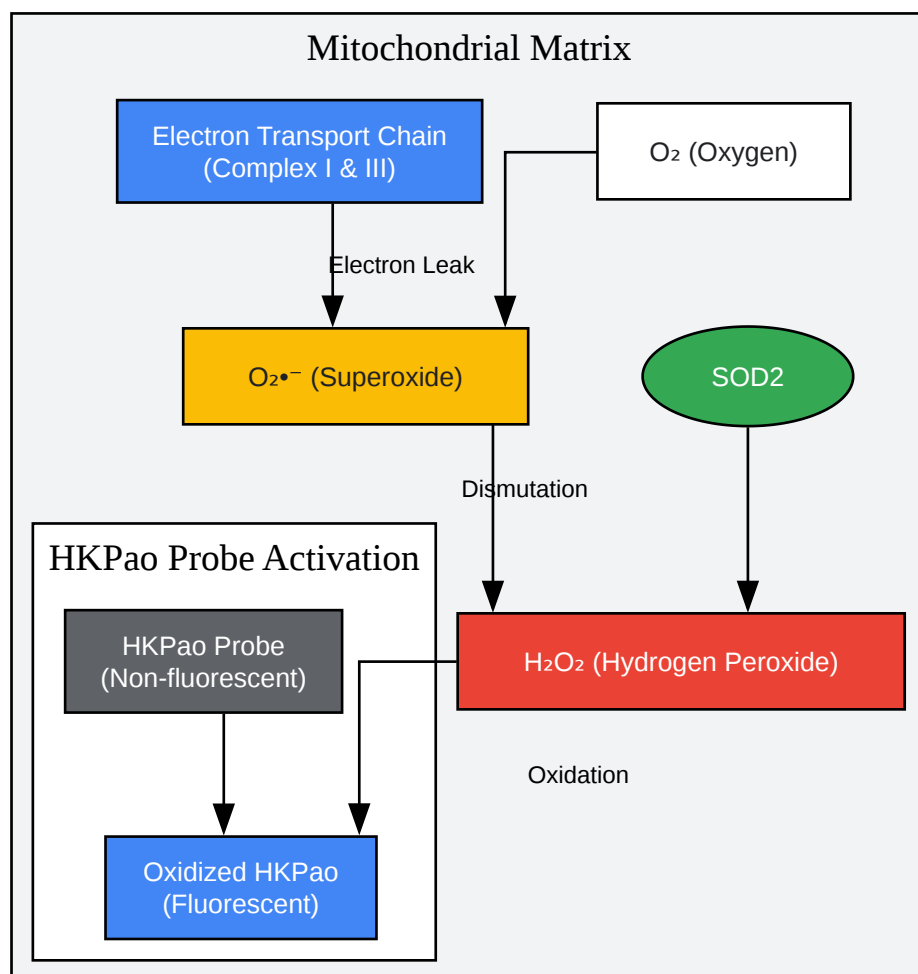 Mitochondrial Matrix
Electron Transport Chain
(Complex I & III)
O₂ (Oxygen)
Electron Leak
O₂•⁻ (Superoxide)
SOD2
Dismutation
HKPao Probe Activation
HKPao Probe
(Non-fluorescent)
H₂O₂ (Hydrogen Peroxide)
Oxidation
Oxidized HKPao
(Fluorescent)